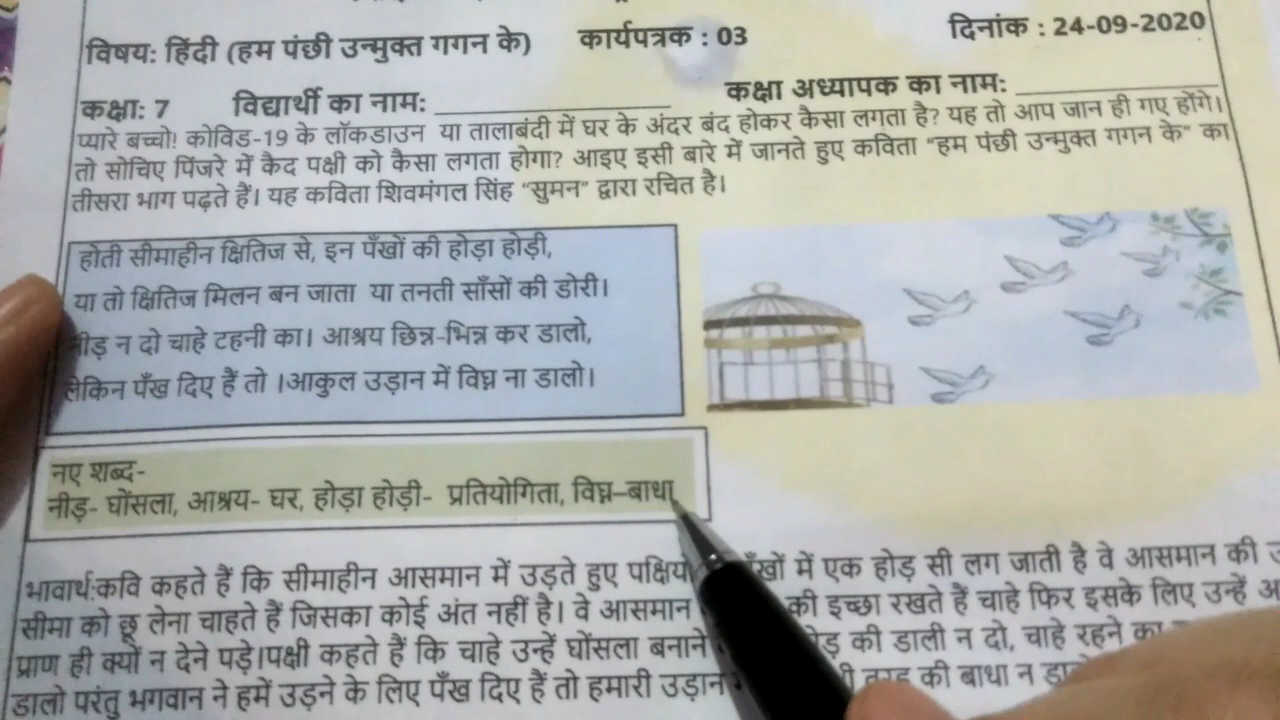 विषय: हिंदी (हम पंछी उन्मुक्त गगन के) कार्यपत्रक : 03 दिनांक : 24-09-2020
कक्षा: 7 विद्यार्थी का नाम: कक्षा अध्यापक का नाम:
प्यारे बच्चो! कोविड-19 के लॉकडाउन या तालाबंदी में घर के अंदर बंद होकर कैसा लगता है? यह तो आप जान ही गए होंगे।
तो सोचिए पिंजरे में कैद पक्षी को कैसा लगता होगा? आइए इसी बारे में जानते हुए कविता "हम पंछी उन्मुक्त गगन के" का
तीसरा भाग पढ़ते हैं। यह कविता शिवमंगल सिंह "सुमन" द्वारा रचित है।
होती सीमाहीन क्षितिज से, इन पँखों की होड़ा होड़ी,
या तो क्षितिज मिलन बन जाता या तनती साँसों की डोरी।
नीड़ न दो चाहे टहनी का। आश्रय छिन्न-भिन्न कर डालो,
लेकिन पँख दिए हैं तो ।आकुल उड़ान में विघ्न ना डालो।
नए शब्द-
नीड़- घोंसला, आश्रय- घर, होड़ा होड़ी- प्रतियोगिता, विघ्न–बाधा
भावार्थ:कवि कहते हैं कि सीमाहीन आसमान में उड़ते हुए में एक होड़ सी लग जाती है वे आसमान की
सीमा को छू लेना चाहते हैं जिसका कोई अंत नहीं है। वे आसमान की इच्छा रखते हैं चाहे फिर इसके लिए उन्हें
प्राण ही क्यों न देने पड़े।पक्षी कहते हैं कि चाहे उन्हें घोंसला बनाने की डाली न दो, चाहे रहने का
डालो परंतु भगवान ने हमें उड़ने के लिए पँख दिए हैं तो हमारी उड़ान की बाधा न